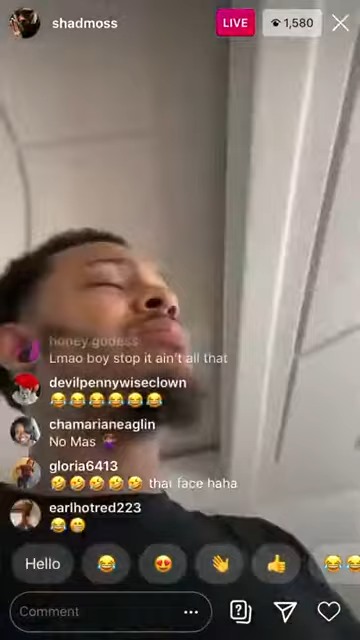 shadmoss
LIVE
1,580
honey.godess
Lmao boy stop it ain't all that
devilpennywiseclown
😂😂😂😂😂😂
chamarianeaglin
No Mas 🤦🏾‍♀️
gloria6413
🤣🤣🤣🤣🤣 that face haha
earlhotred223
😂😁
Hello
Comment